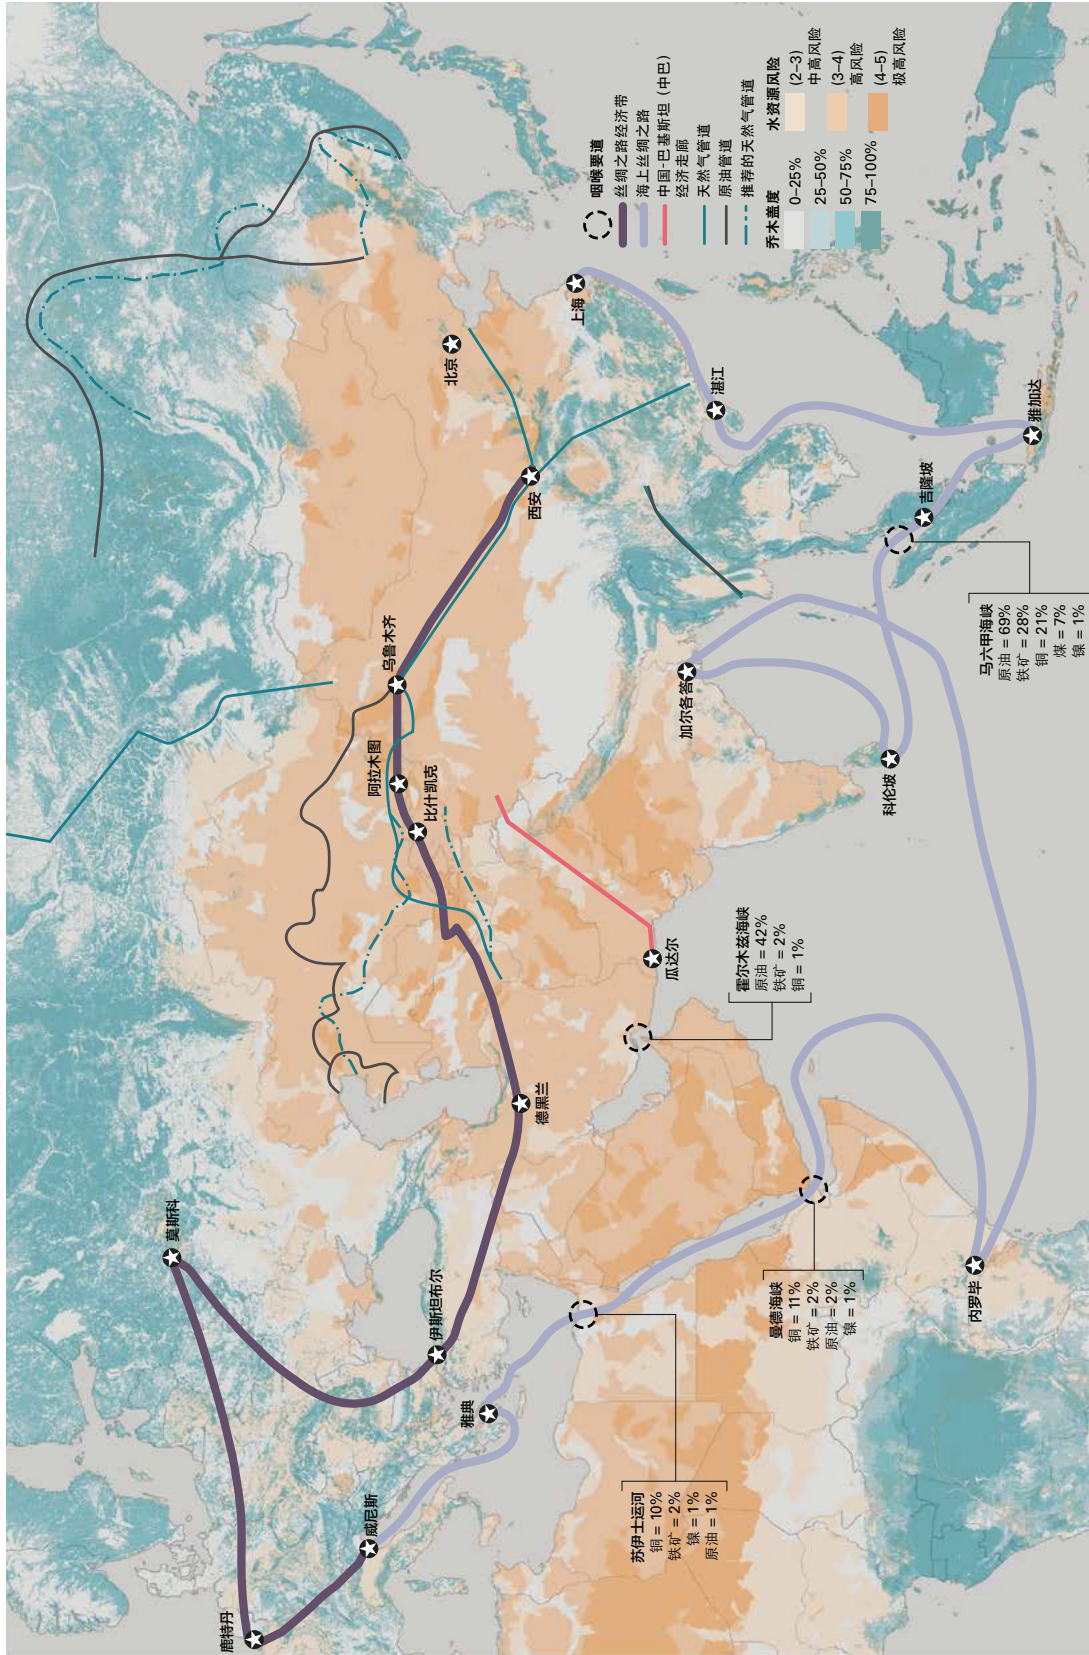 咽喉要道
丝绸之路经济带
海上丝绸之路
中国-巴基斯坦（中巴）
经济走廊
天然气管道
原油管道
推荐的天然气管道
乔木盖度
0–25%
25–50%
50–75%
75–100%
水资源风险
(2–3)
中高风险
(3–4)
高风险
(4–5)
极高风险
鹿特丹
威尼斯
莫斯科
雅典
伊斯坦布尔
德黑兰
比什凯克
阿拉木图
乌鲁木齐
西安
北京
上海
湛江
瓜达尔
加尔各答
科伦坡
吉隆坡
雅加达
内罗毕
苏伊士运河
铜 = 10%
铁矿 = 2%
镍 = 1%
原油 = 1%
曼德海峡
铜 = 11%
铁矿 = 2%
原油 = 2%
镍 = 1%
霍尔木兹海峡
原油 = 42%
铁矿 = 2%
铜 = 1%
马六甲海峡
原油 = 69%
铁矿 = 28%
铜 = 21%
煤 = 7%
镍 = 1%